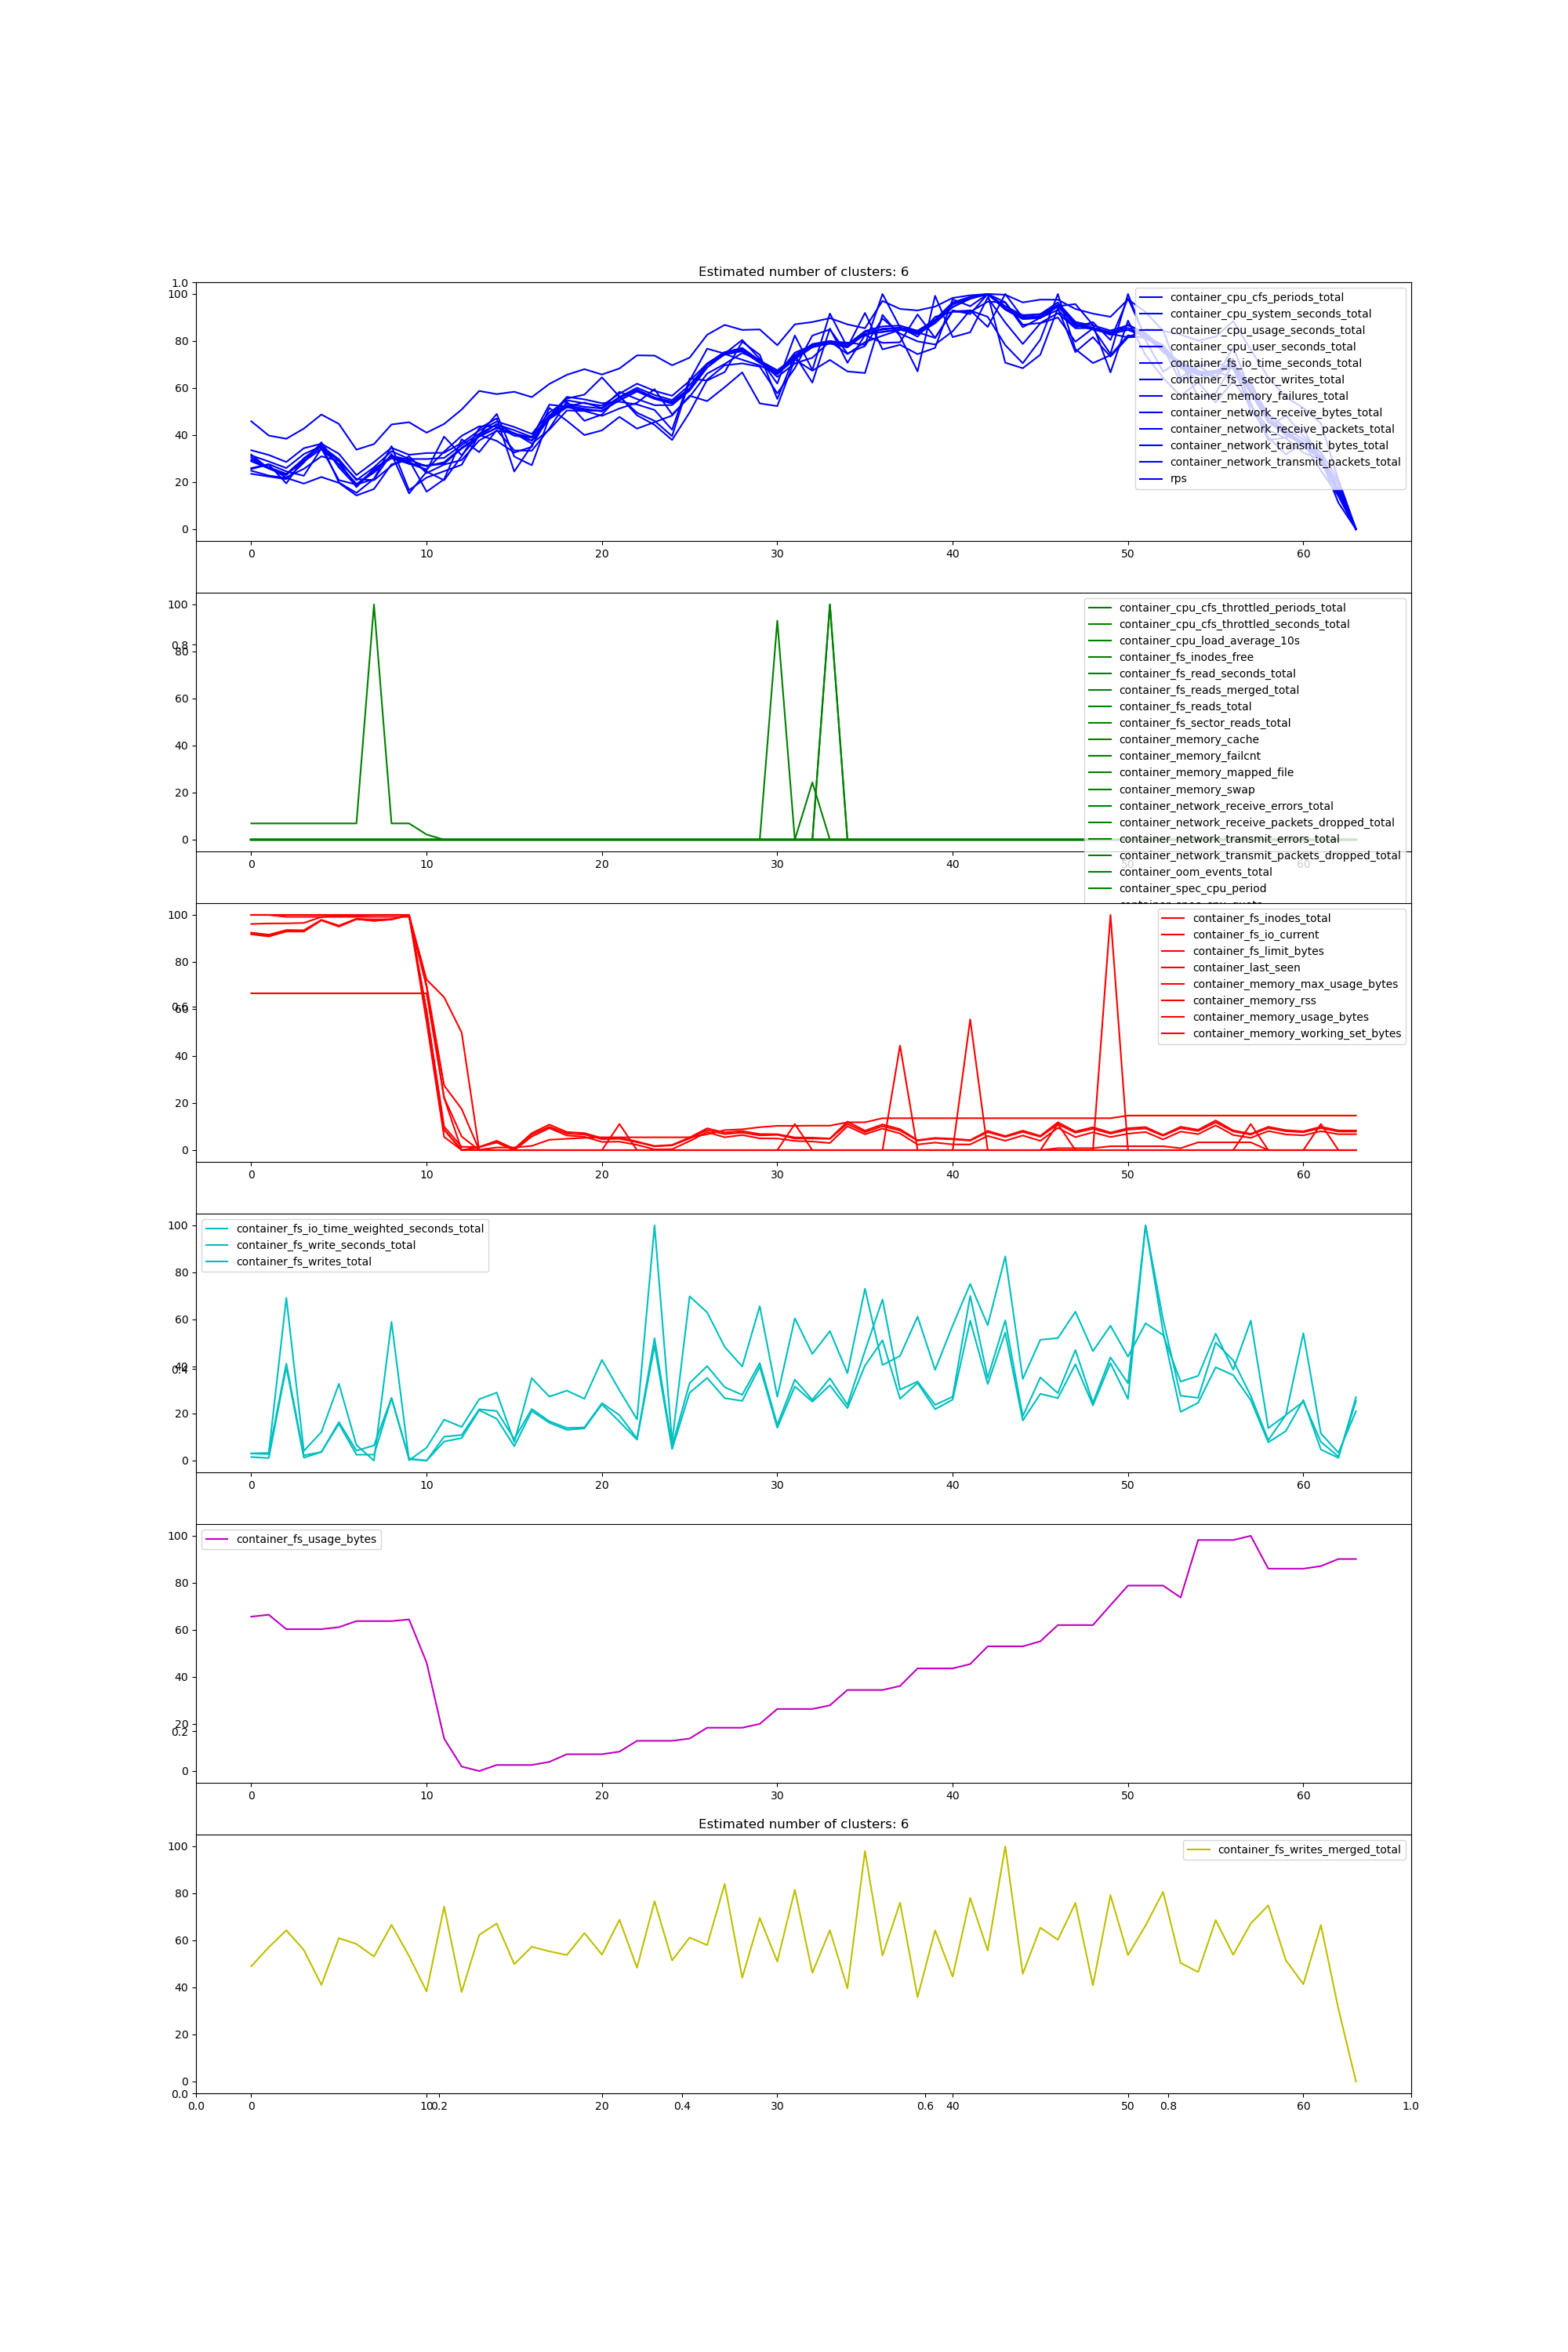 Estimated number of clusters: 6
1.0
100
80
60
40
20
0
container_cpu_cfs_periods_total
container_cpu_system_seconds_total
container_cpu_usage_seconds_total
container_cpu_user_seconds_total
container_fs_io_time_seconds_total
container_fs_sector_writes_total
container_memory_failures_total
container_network_receive_bytes_total
container_network_receive_packets_total
container_network_transmit_bytes_total
container_network_transmit_packets_total
rps
0 10 20 30 40 50 60
100
0.8
80
60
40
20
0
container_cpu_cfs_throttled_periods_total
container_cpu_cfs_throttled_seconds_total
container_cpu_load_average_10s
container_fs_inodes_free
container_fs_read_seconds_total
container_fs_reads_merged_total
container_fs_reads_total
container_fs_sector_reads_total
container_memory_cache
container_memory_failcnt
container_memory_mapped_file
container_memory_swap
container_network_receive_errors_total
container_network_receive_packets_dropped_total
container_network_transmit_errors_total
container_network_transmit_packets_dropped_total
container_oom_events_total
container_spec_cpu_period
0 10 20 30 40 50 60
100
80
0.6
60
40
20
0
container_fs_inodes_total
container_fs_io_current
container_fs_limit_bytes
container_last_seen
container_memory_max_usage_bytes
container_memory_rss
container_memory_usage_bytes
container_memory_working_set_bytes
0 10 20 30 40 50 60
100
80
60
40
0.4
20
0
container_fs_io_time_weighted_seconds_total
container_fs_write_seconds_total
container_fs_writes_total
0 10 20 30 40 50 60
100
80
60
40
20
0.2
0
container_fs_usage_bytes
0 10 20 30 40 50 60
Estimated number of clusters: 6
100
80
60
40
20
0
0.0
container_fs_writes_merged_total
0.0 0 10 0.2 20 0.4 30 0.6 40 50 0.8 60 1.0